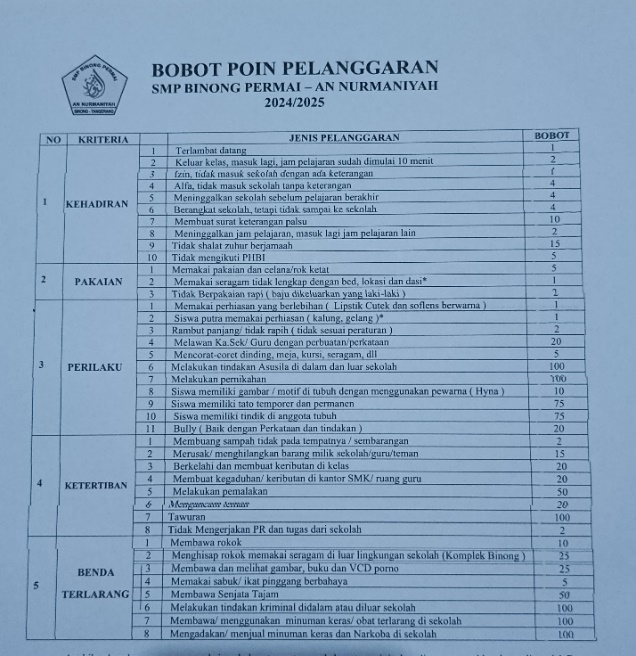 SMP BINONG PERMAI
AN NURMANIYAH
BINONG - TANGERANG
BOBOT POIN PELANGGARAN
SMP BINONG PERMAI – AN NURMANIYAH
2024/2025
NO KRITERIA JENIS PELANGGARAN BOBOT
1 KEHADIRAN
1 Terlambat datang 1
2 Keluar kelas, masuk lagi, jam pelajaran sudah dimulai 10 menit 2
3 Izin, tidak masuk sekolah dengan ada keterangan 1
4 Alfa, tidak masuk sekolah tanpa keterangan 4
5 Meninggalkan sekolah sebelum pelajaran berakhir 4
6 Berangkat sekolah, tetapi tidak sampai ke sekolah 4
7 Membuat surat keterangan palsu 10
8 Meninggalkan jam pelajaran, masuk lagi jam pelajaran lain 2
9 Tidak shalat zuhur berjamaah 15
10 Tidak mengikuti PHBI 5
2 PAKAIAN
1 Memakai pakaian dan celana/rok ketat 5
2 Memakai seragam tidak lengkap dengan bed, lokasi dan dasi* 1
3 Tidak Berpakaian rapi ( baju dikeluarkan yang laki-laki ) 2
3 PERILAKU
1 Memakai perhiasan yang berlebihan ( Lipstik Cutek dan soflens berwarna ) 1
2 Siswa putra memakai perhiasan ( kalung, gelang )* 1
3 Rambut panjang/ tidak rapih ( tidak sesuai peraturan ) 2
4 Melawan Ka.Sek/ Guru dengan perbuatan/perkataan 20
5 Mencorat-coret dinding, meja, kursi, seragam, dll 5
6 Melakukan tindakan Asusila di dalam dan luar sekolah 100
7 Melakukan pernikahan 100
8 Siswa memiliki gambar / motif di tubuh dengan menggunakan pewarna ( Hyna ) 10
9 Siswa memiliki tato temporer dan permanen 75
10 Siswa memiliki tindik di anggota tubuh 75
11 Bully ( Baik dengan Perkataan dan tindakan ) 20
4 KETERTIBAN
1 Membuang sampah tidak pada tempatnya / sembarangan 2
2 Merusak/ menghilangkan barang milik sekolah/guru/teman 15
3 Berkelahi dan membuat keributan di kelas 20
4 Membuat kegaduhan/ keributan di kantor SMK/ ruang guru 20
5 Melakukan pemalakan 50
6 Mengancam 20
7 Tawuran 100
8 Tidak Mengerjakan PR dan tugas dari sekolah 2
5 BENDA TERLARANG
1 Membawa rokok 10
2 Menghisap rokok memakai seragam di luar lingkungan sekolah (Komplek Binong ) 25
3 Membawa dan melihat gambar, buku dan VCD porno 25
4 Memakai sabuk/ ikat pinggang berbahaya 5
5 Membawa Senjata Tajam 50
6 Melakukan tindakan kriminal didalam atau diluar sekolah 100
7 Membawa/ menggunakan minuman keras/ obat terlarang di sekolah 100
8 Mengadakan/ menjual minuman keras dan Narkoba di sekolah 100